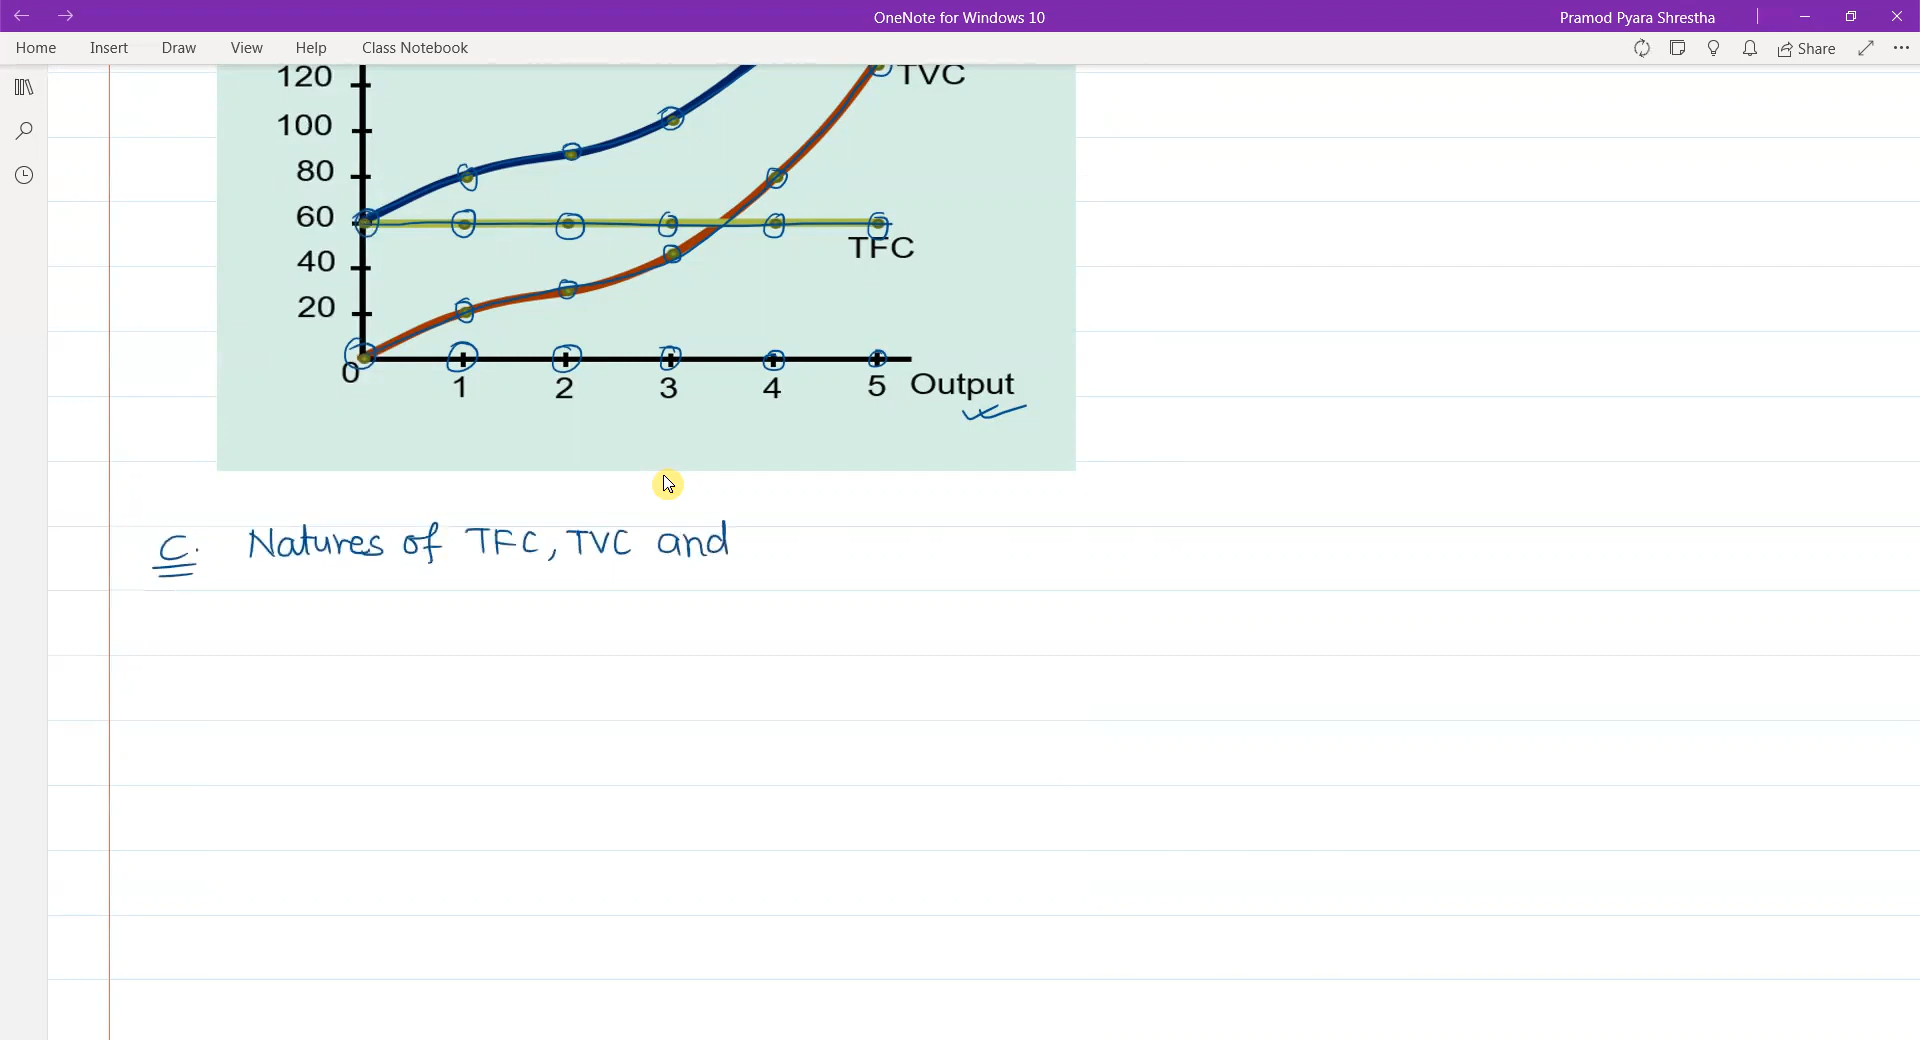 OneNote for Windows 10
Pramod Pyara Shrestha
Home Insert Draw View Help Class Notebook
Share
120
TVC
100
80
60
TFC
40
20
0
1 2 3 4 5 Output
C. Natures of TFC, TVC and